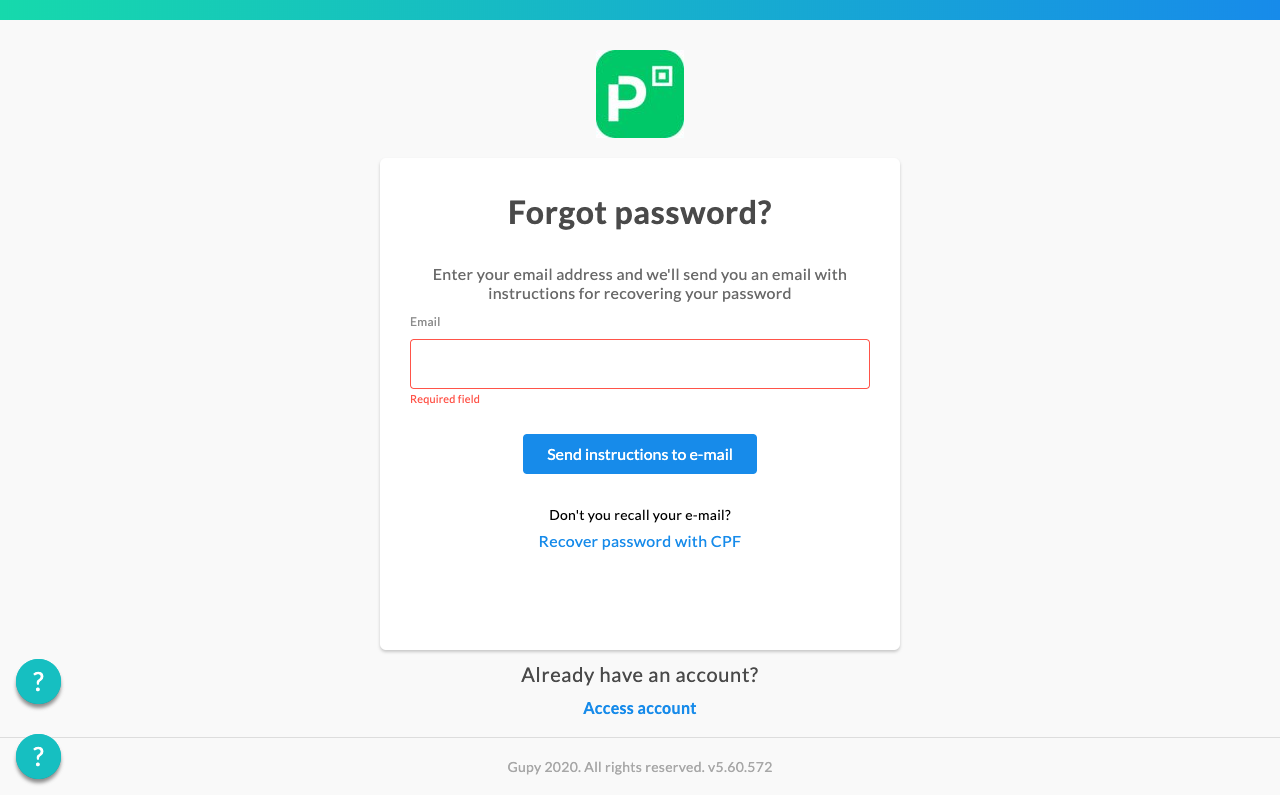 P
Forgot password?
Enter your email address and we'll send you an email with
instructions for recovering your password
Email
Required field
Send instructions to e-mail
Don't you recall your e-mail?
Recover password with CPF
Already have an account?
Access account
?
?
Gupy 2020. All rights reserved. v5.60.572